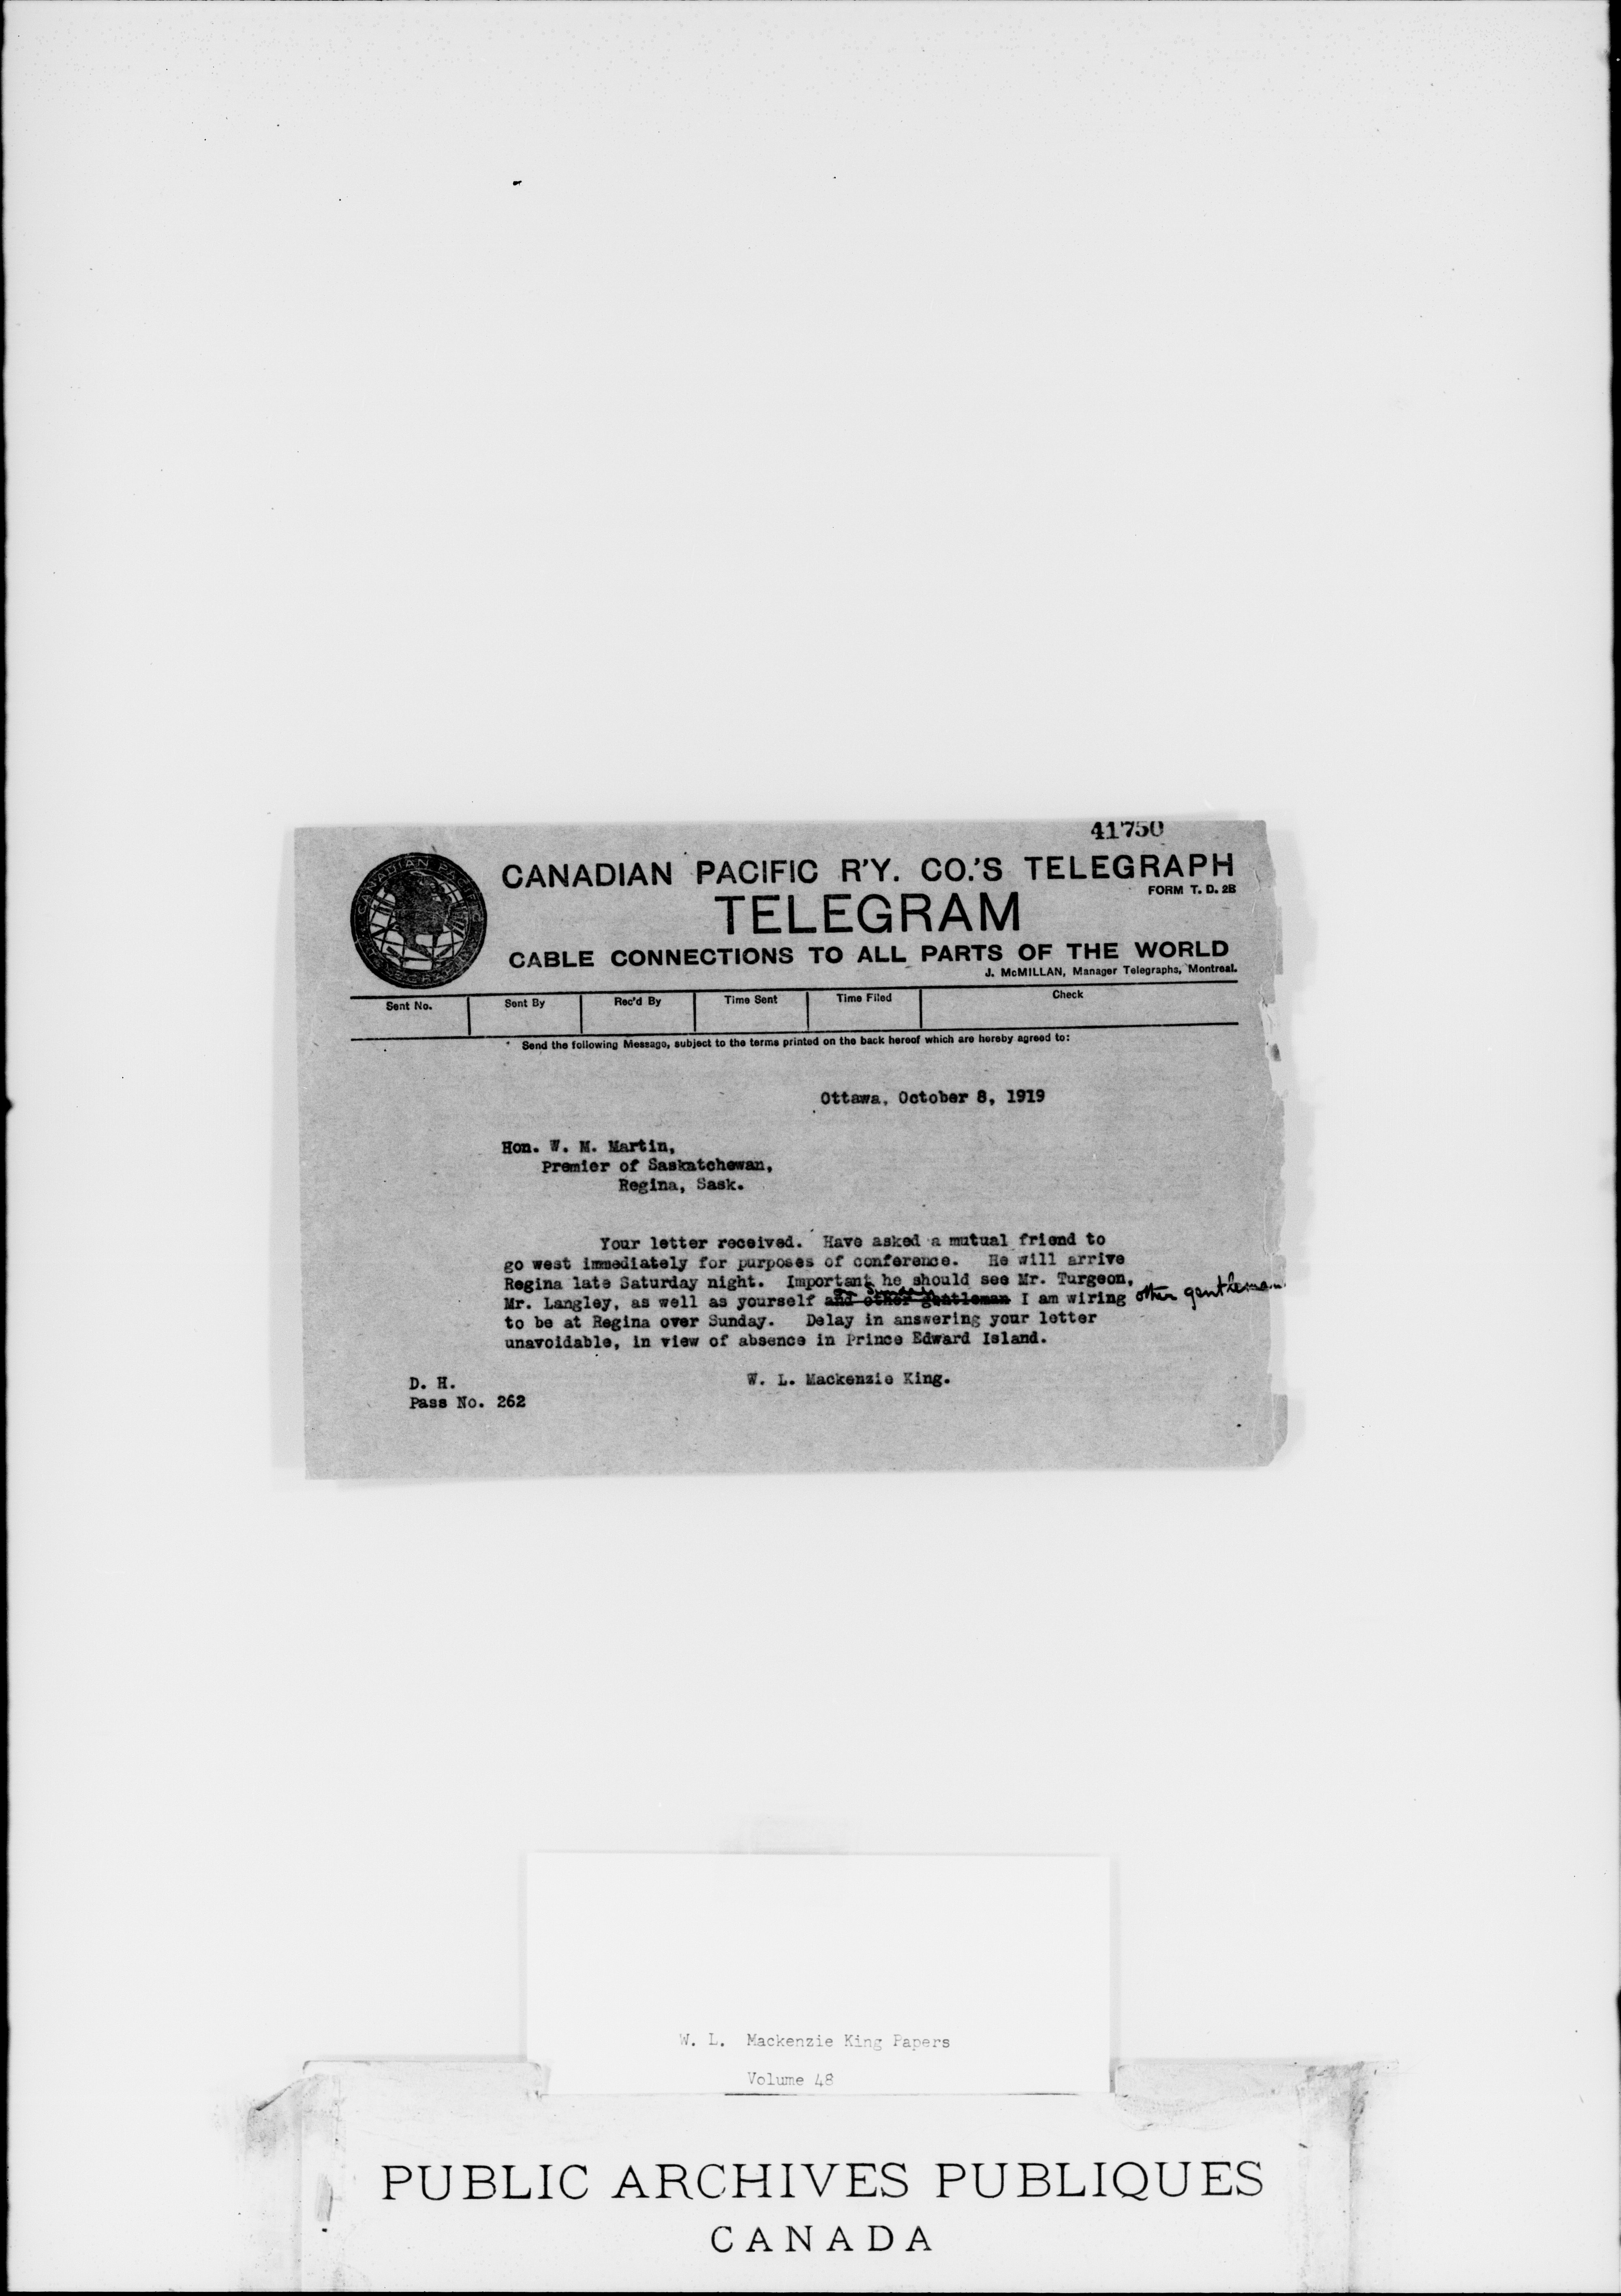 41750
CANADIAN PACIFIC R'Y. CO.'S TELEGRAPH
FORM T. D. 2B
TELEGRAM
CABLE CONNECTIONS TO ALL PARTS OF THE WORLD
J. McMILLAN, Manager Telegraphs, Montreal.
Sent No. Sent By Rec'd By Time Sent Time Filed Check
Send the following Message, subject to the terms printed on the back hereof which are hereby agreed to:
Ottawa, October 8, 1919
Hon. W. M. Martin,
Premier of Saskatchewan,
Regina, Sask.
Your letter received. Have asked a mutual friend to
go west immediately for purposes of conference. He will arrive
Regina late Saturday night. Important he should see Mr. Turgeon,
on Sunday
Mr. Langley, as well as yourself and other gentleman I am wiring other gentleman
to be at Regina over Sunday. Delay in answering your letter
unavoidable, in view of absence in Prince Edward Island.
W. L. Mackenzie King.
D. H.
Pass No. 262
W. L. Mackenzie King Papers
Volume 48
PUBLIC ARCHIVES PUBLIQUES
CANADA